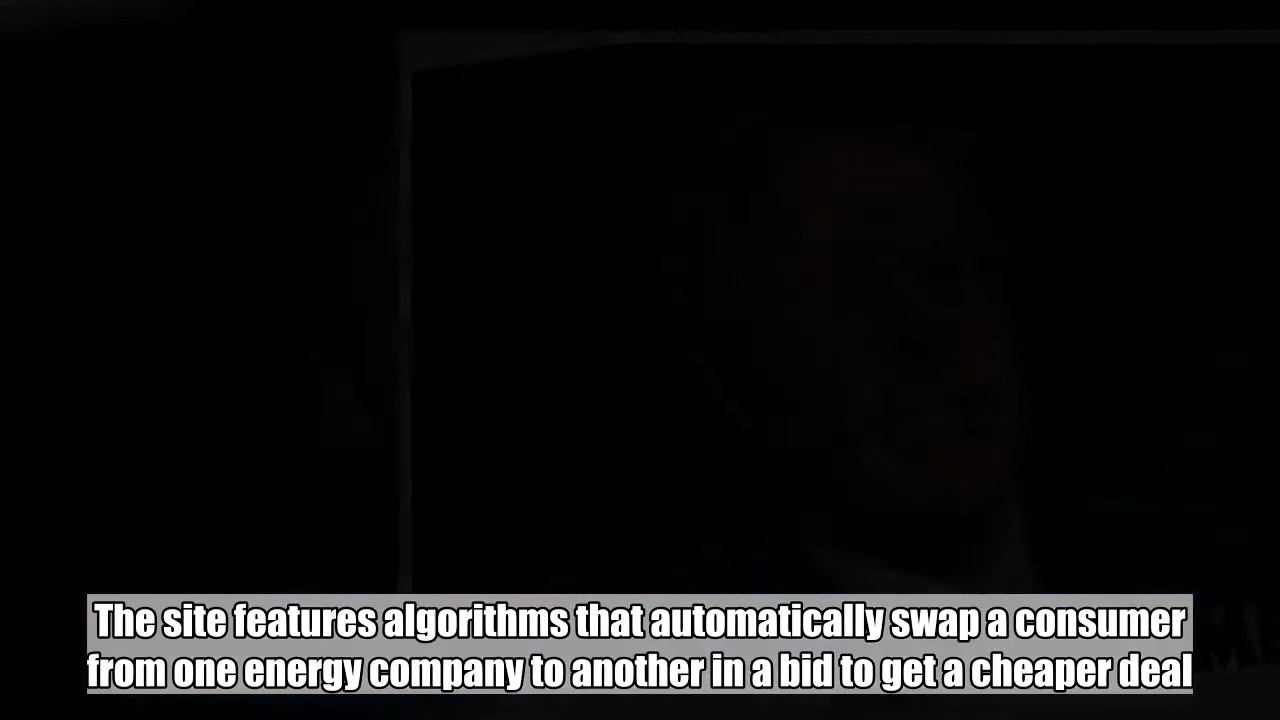 The site features algorithms that automatically swap a consumer
from one energy company to another in a bid to get a cheaper deal